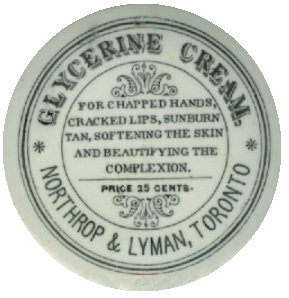 GLYCERINE CREAM.
FOR CHAPPED HANDS,
CRACKED LIPS, SUNBURN
TAN, SOFTENING THE SKIN
AND BEAUTIFYING THE
COMPLEXION.
PRICE 25 CENTS.
* NORTHROP & LYMAN, TORONTO *